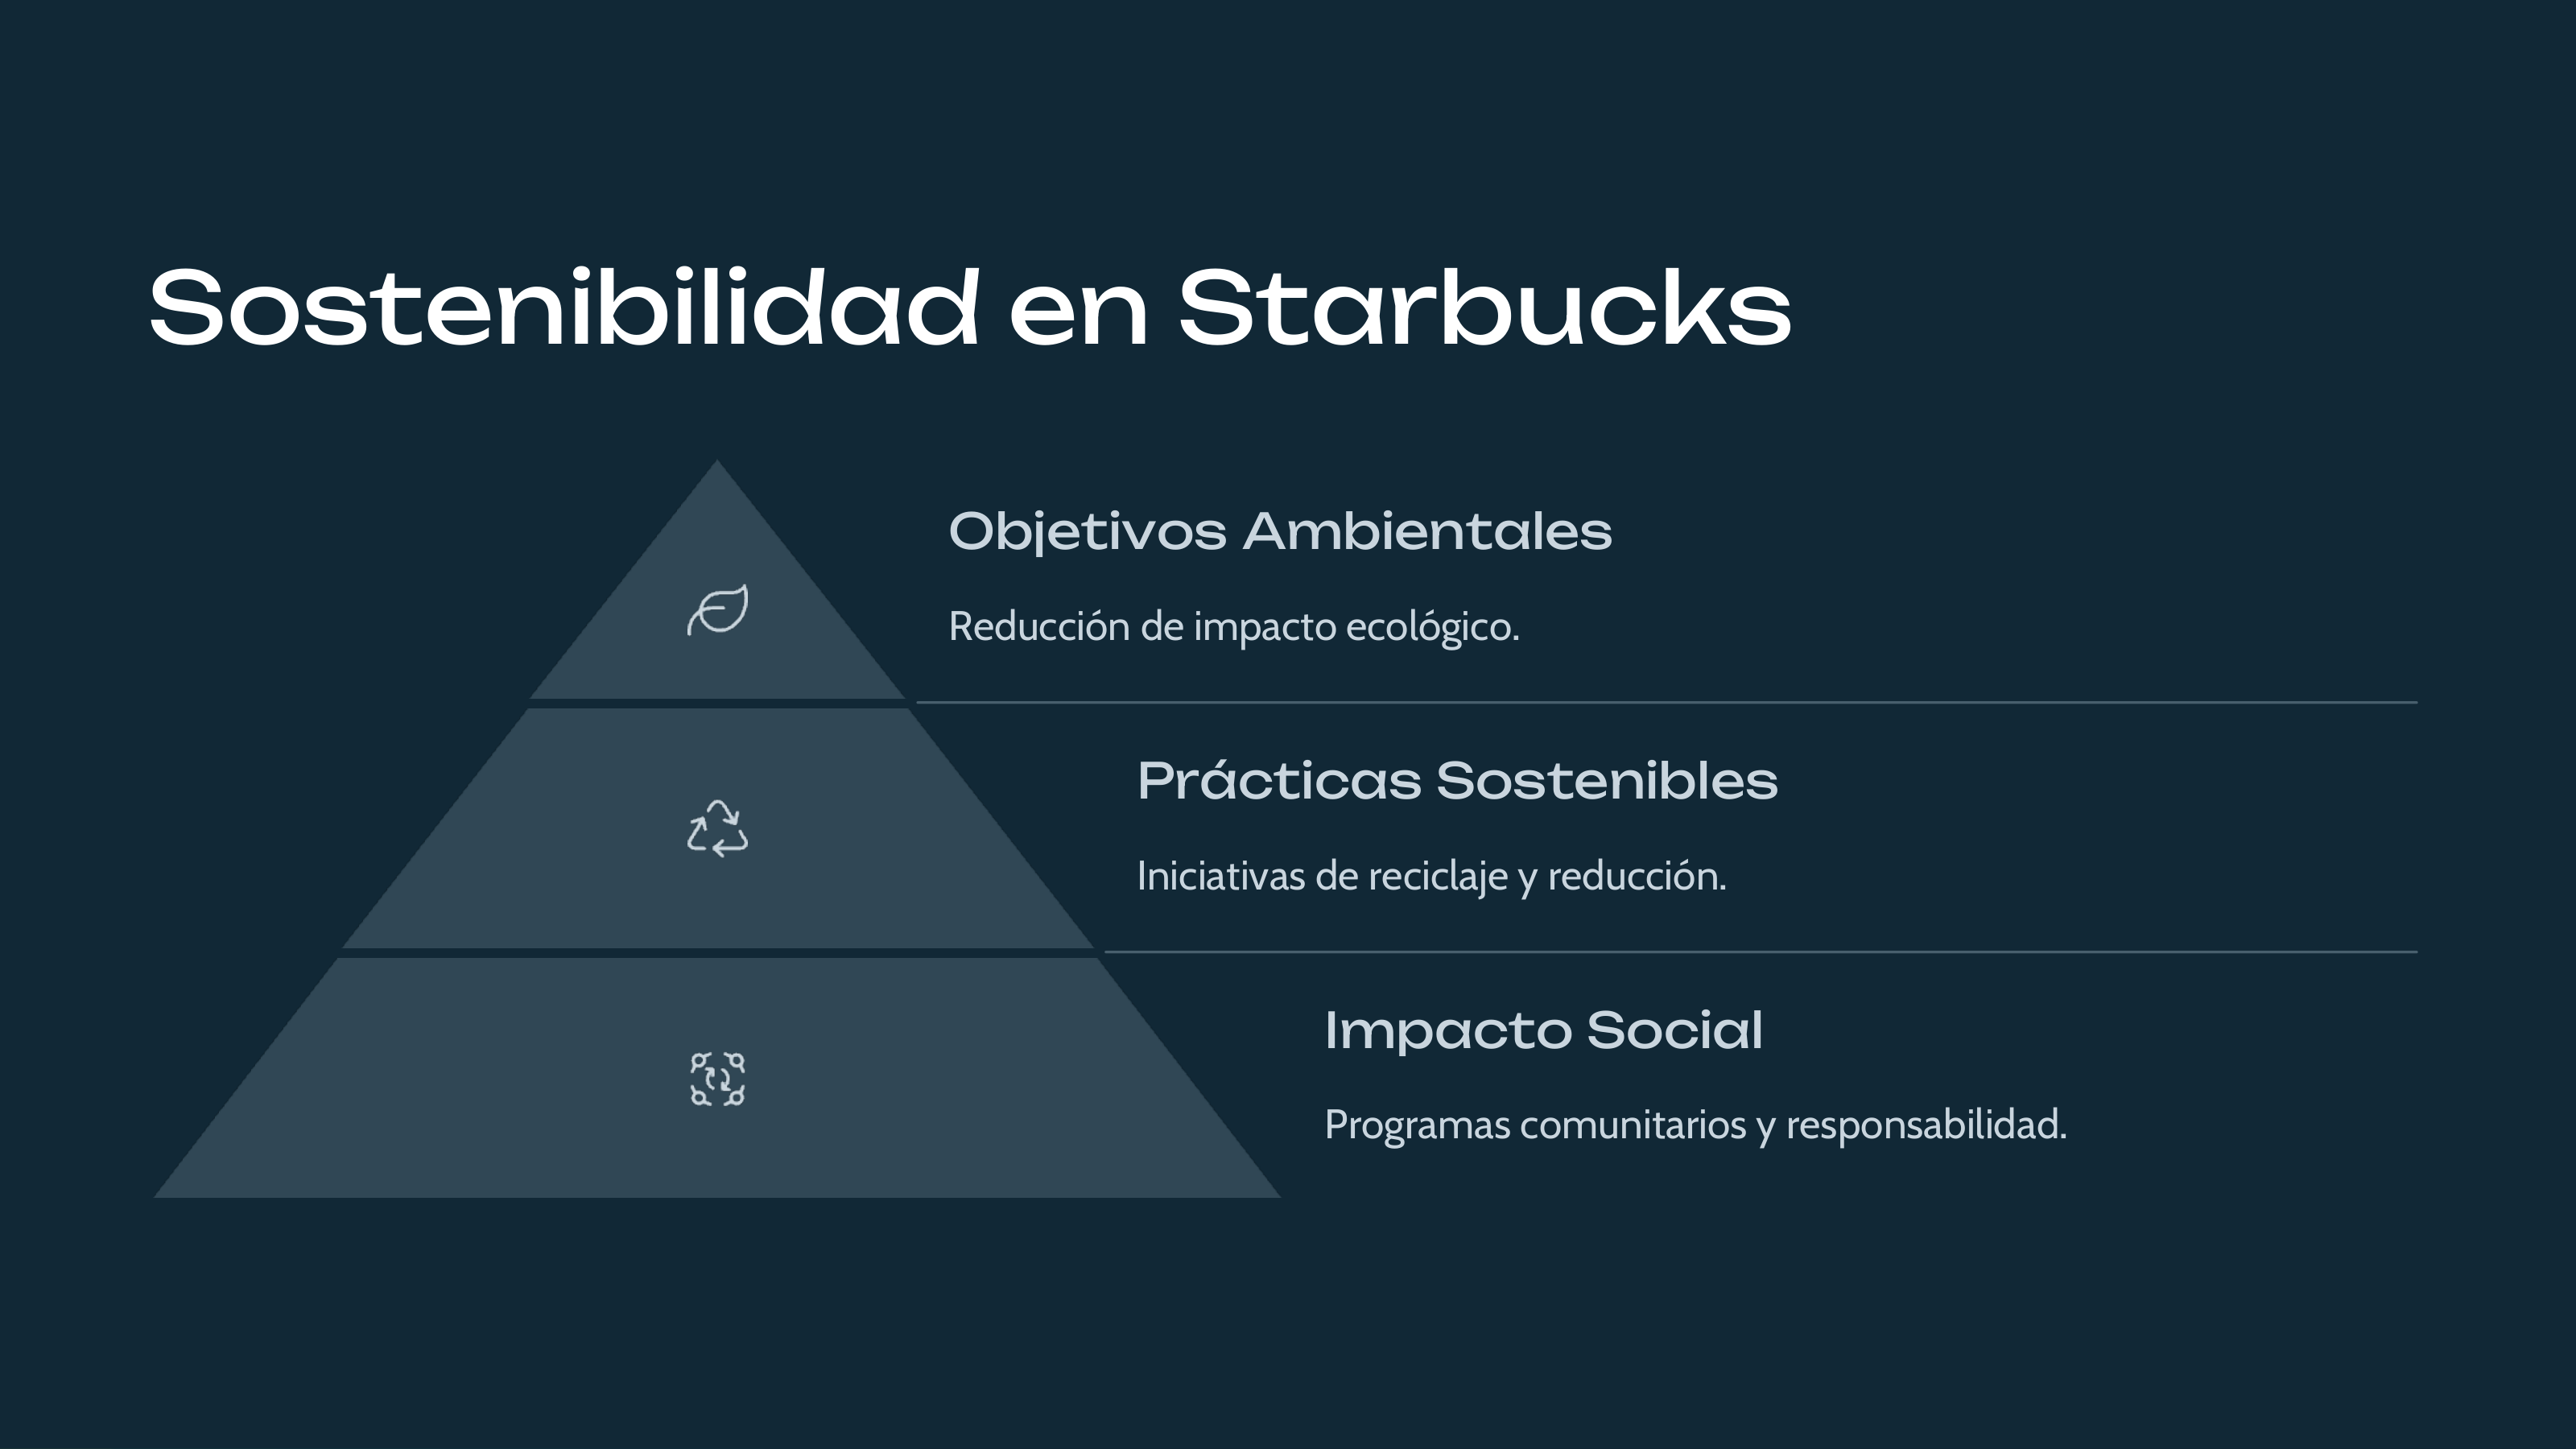 Sostenibilidad en Starbucks
Objetivos Ambientales
Reducción de impacto ecológico.
Prácticas Sostenibles
Iniciativas de reciclaje y reducción.
Impacto Social
Programas comunitarios y responsabilidad.